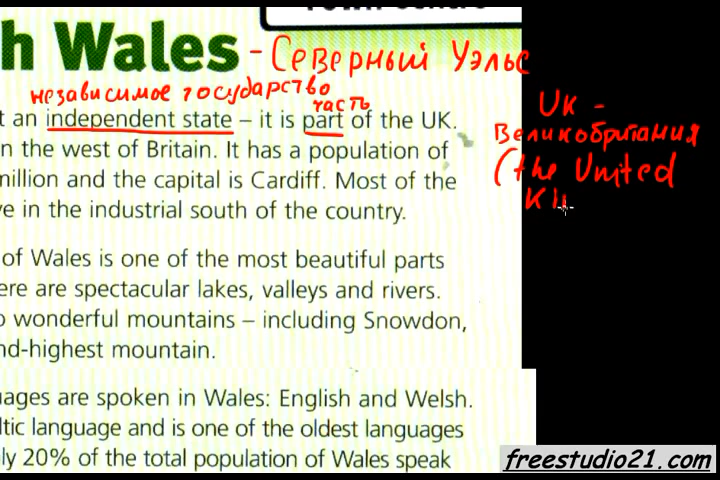 h Wales - Северный Уэльс
независимое государство
часть
t an independent state – it is part of the UK.
n the west of Britain. It has a population of
million and the capital is Cardiff. Most of the
ve in the industrial south of the country.
UK -
Великобритания
(the United
Ki
of Wales is one of the most beautiful parts
ere are spectacular lakes, valleys and rivers.
o wonderful mountains – including Snowdon,
nd-highest mountain.
uages are spoken in Wales: English and Welsh.
ltic language and is one of the oldest languages
ly 20% of the total population of Wales speak
freestudio21.com